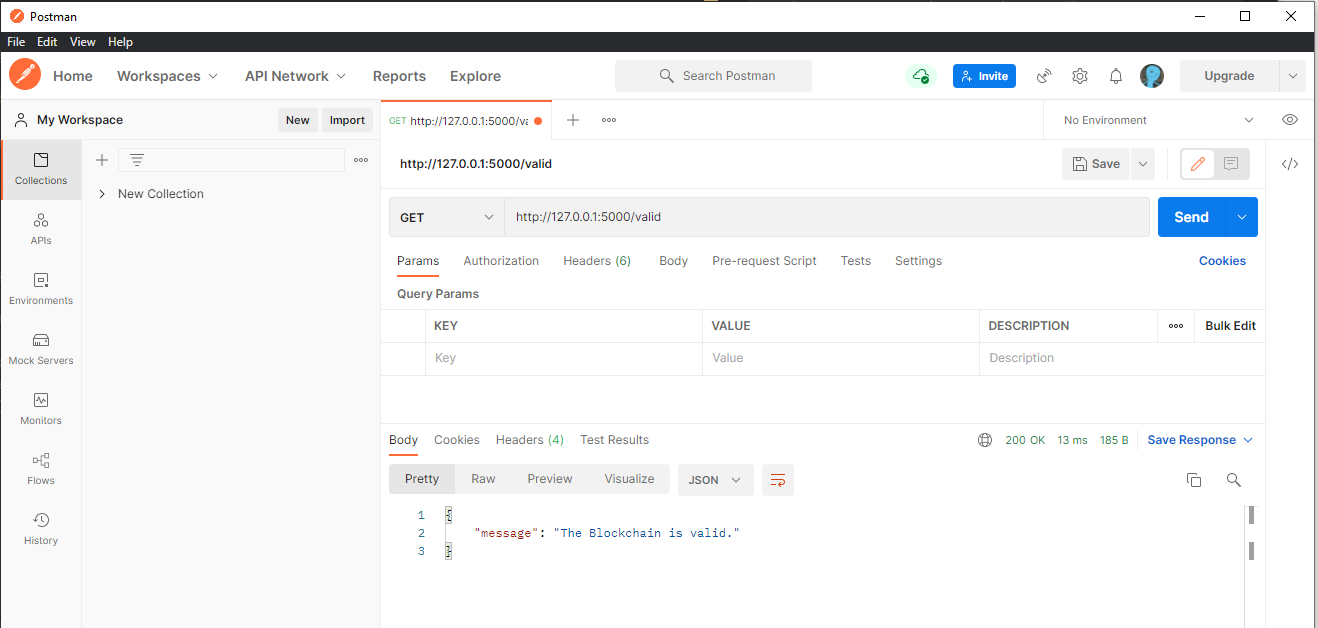 Postman
File Edit View Help
Home Workspaces API Network Reports Explore Search Postman Invite Upgrade
My Workspace New Import GET http://127.0.0.1:5000/va No Environment
Collections
New Collection
APIs
Environments
Mock Servers
Monitors
Flows
History
http://127.0.0.1:5000/valid Save
GET http://127.0.0.1:5000/valid Send
Params Authorization Headers (6) Body Pre-request Script Tests Settings Cookies
Query Params
KEY VALUE DESCRIPTION Bulk Edit
Key Value Description
Body Cookies Headers (4) Test Results 200 OK 13 ms 185 B Save Response
Pretty Raw Preview Visualize JSON
1 {
2 "message": "The Blockchain is valid."
3 }